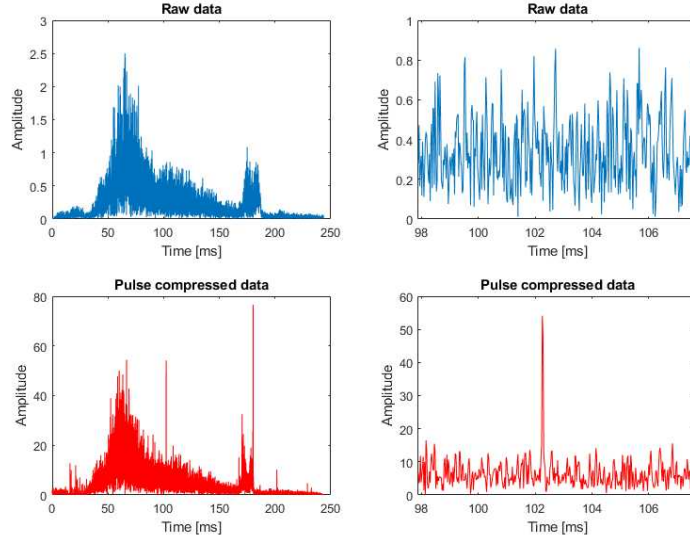 Raw data
Amplitude
3
2.5
2
1.5
1
0.5
0
0 50 100 150 200 250
Time [ms]
Raw data
Amplitude
1
0.8
0.6
0.4
0.2
0
98 100 102 104 106
Time [ms]
Pulse compressed data
Amplitude
80
60
40
20
0
0 50 100 150 200 250
Time [ms]
Pulse compressed data
Amplitude
60
50
40
30
20
10
0
98 100 102 104 106
Time [ms]